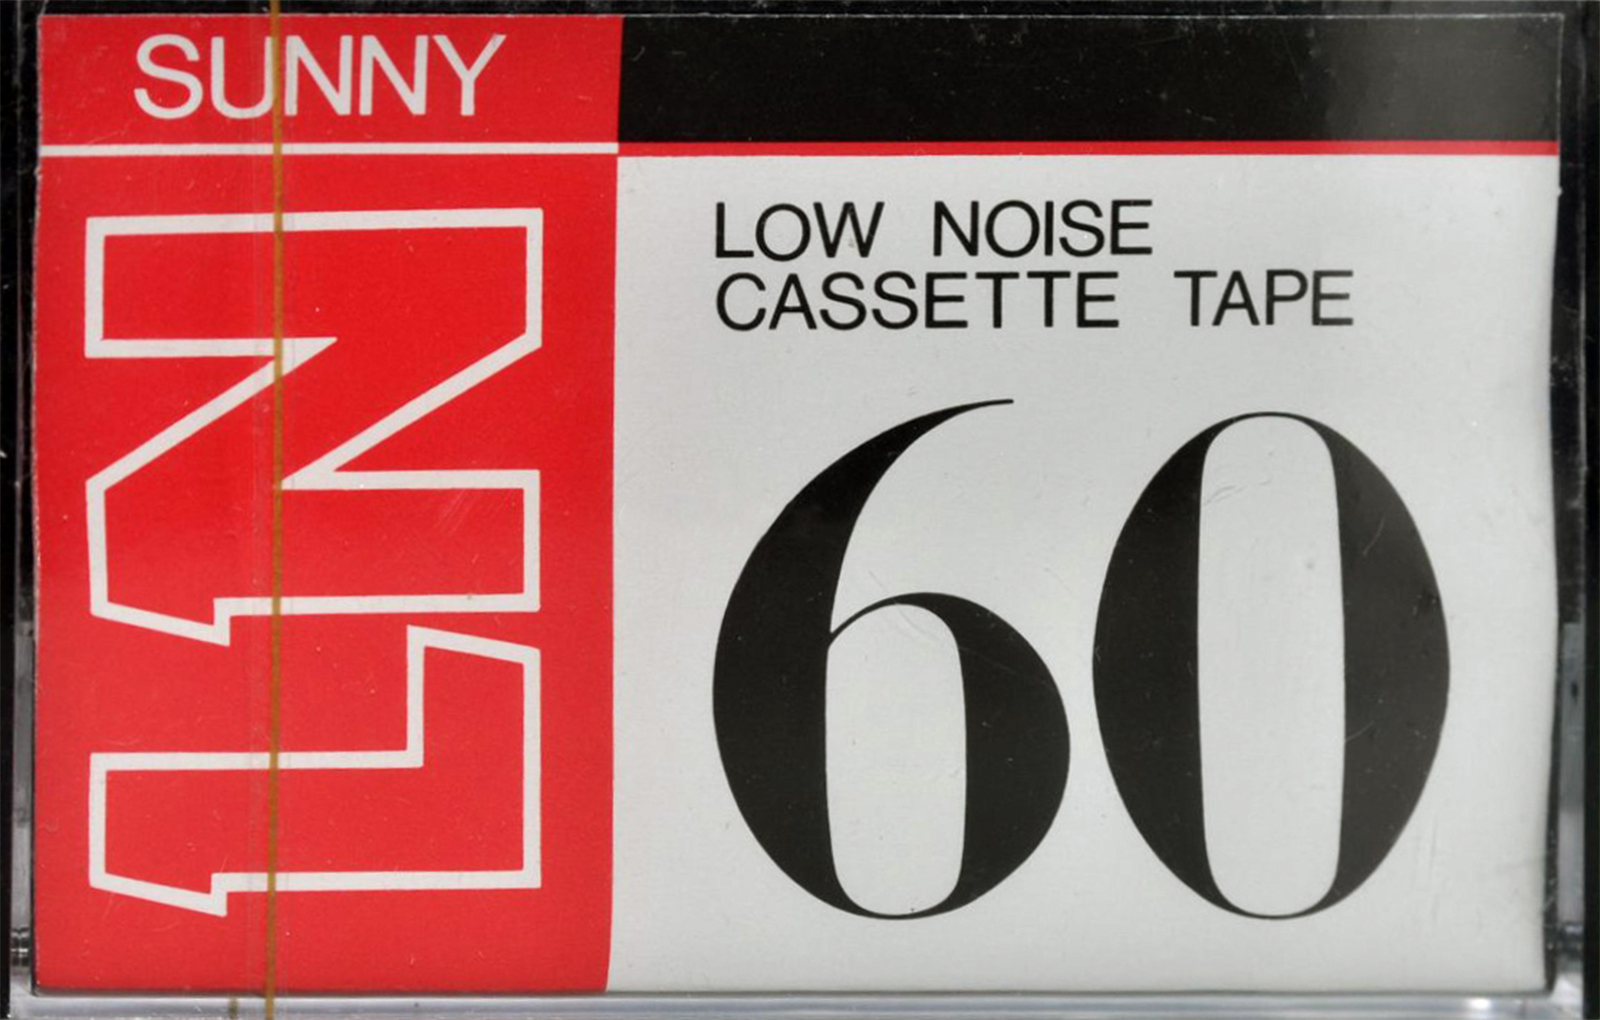 SUNNY
LN
LOW NOISE
CASSETTE TAPE
60